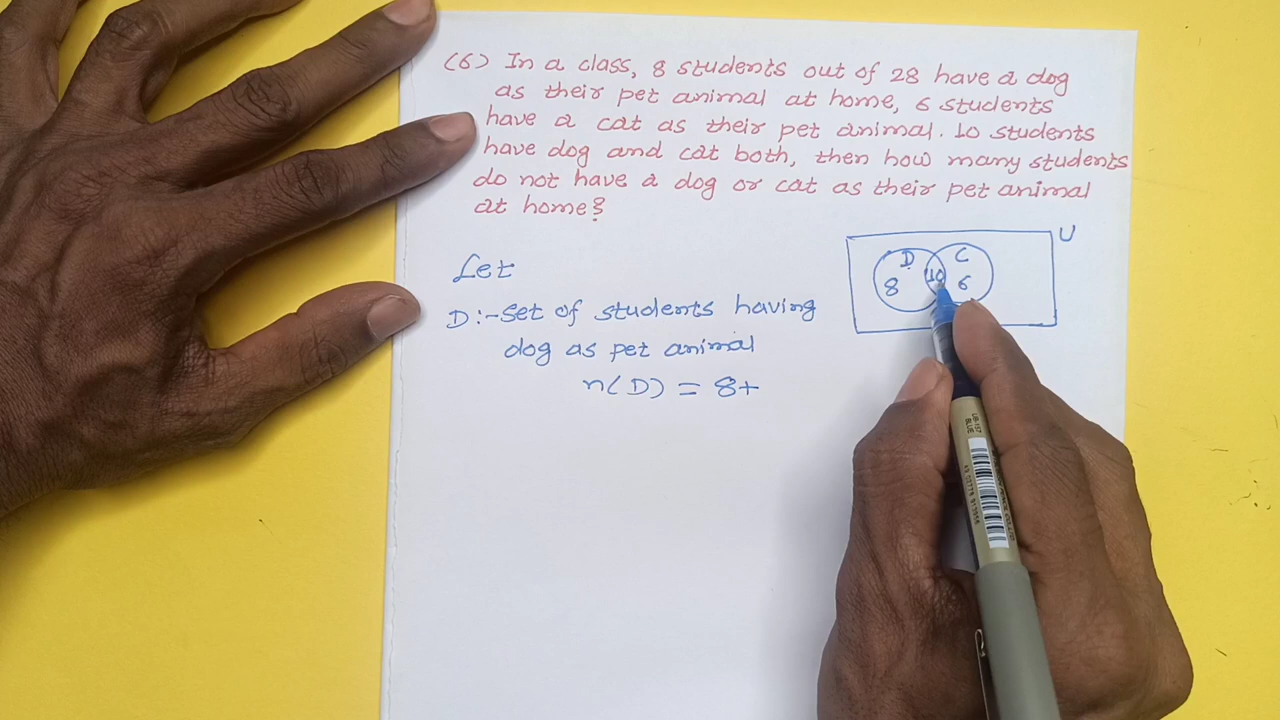 (6) In a class, 8 students out of 28 have a dog
as their pet animal at home, 6 students
have a cat as their pet animal. 10 students
have dog and cat both, then how many students
do not have a dog or cat as their pet animal
at home?
U
D C
8 10 6
Let
D:- Set of students having
dog as pet animal
n(D) = 8+
UB-157
BLUE